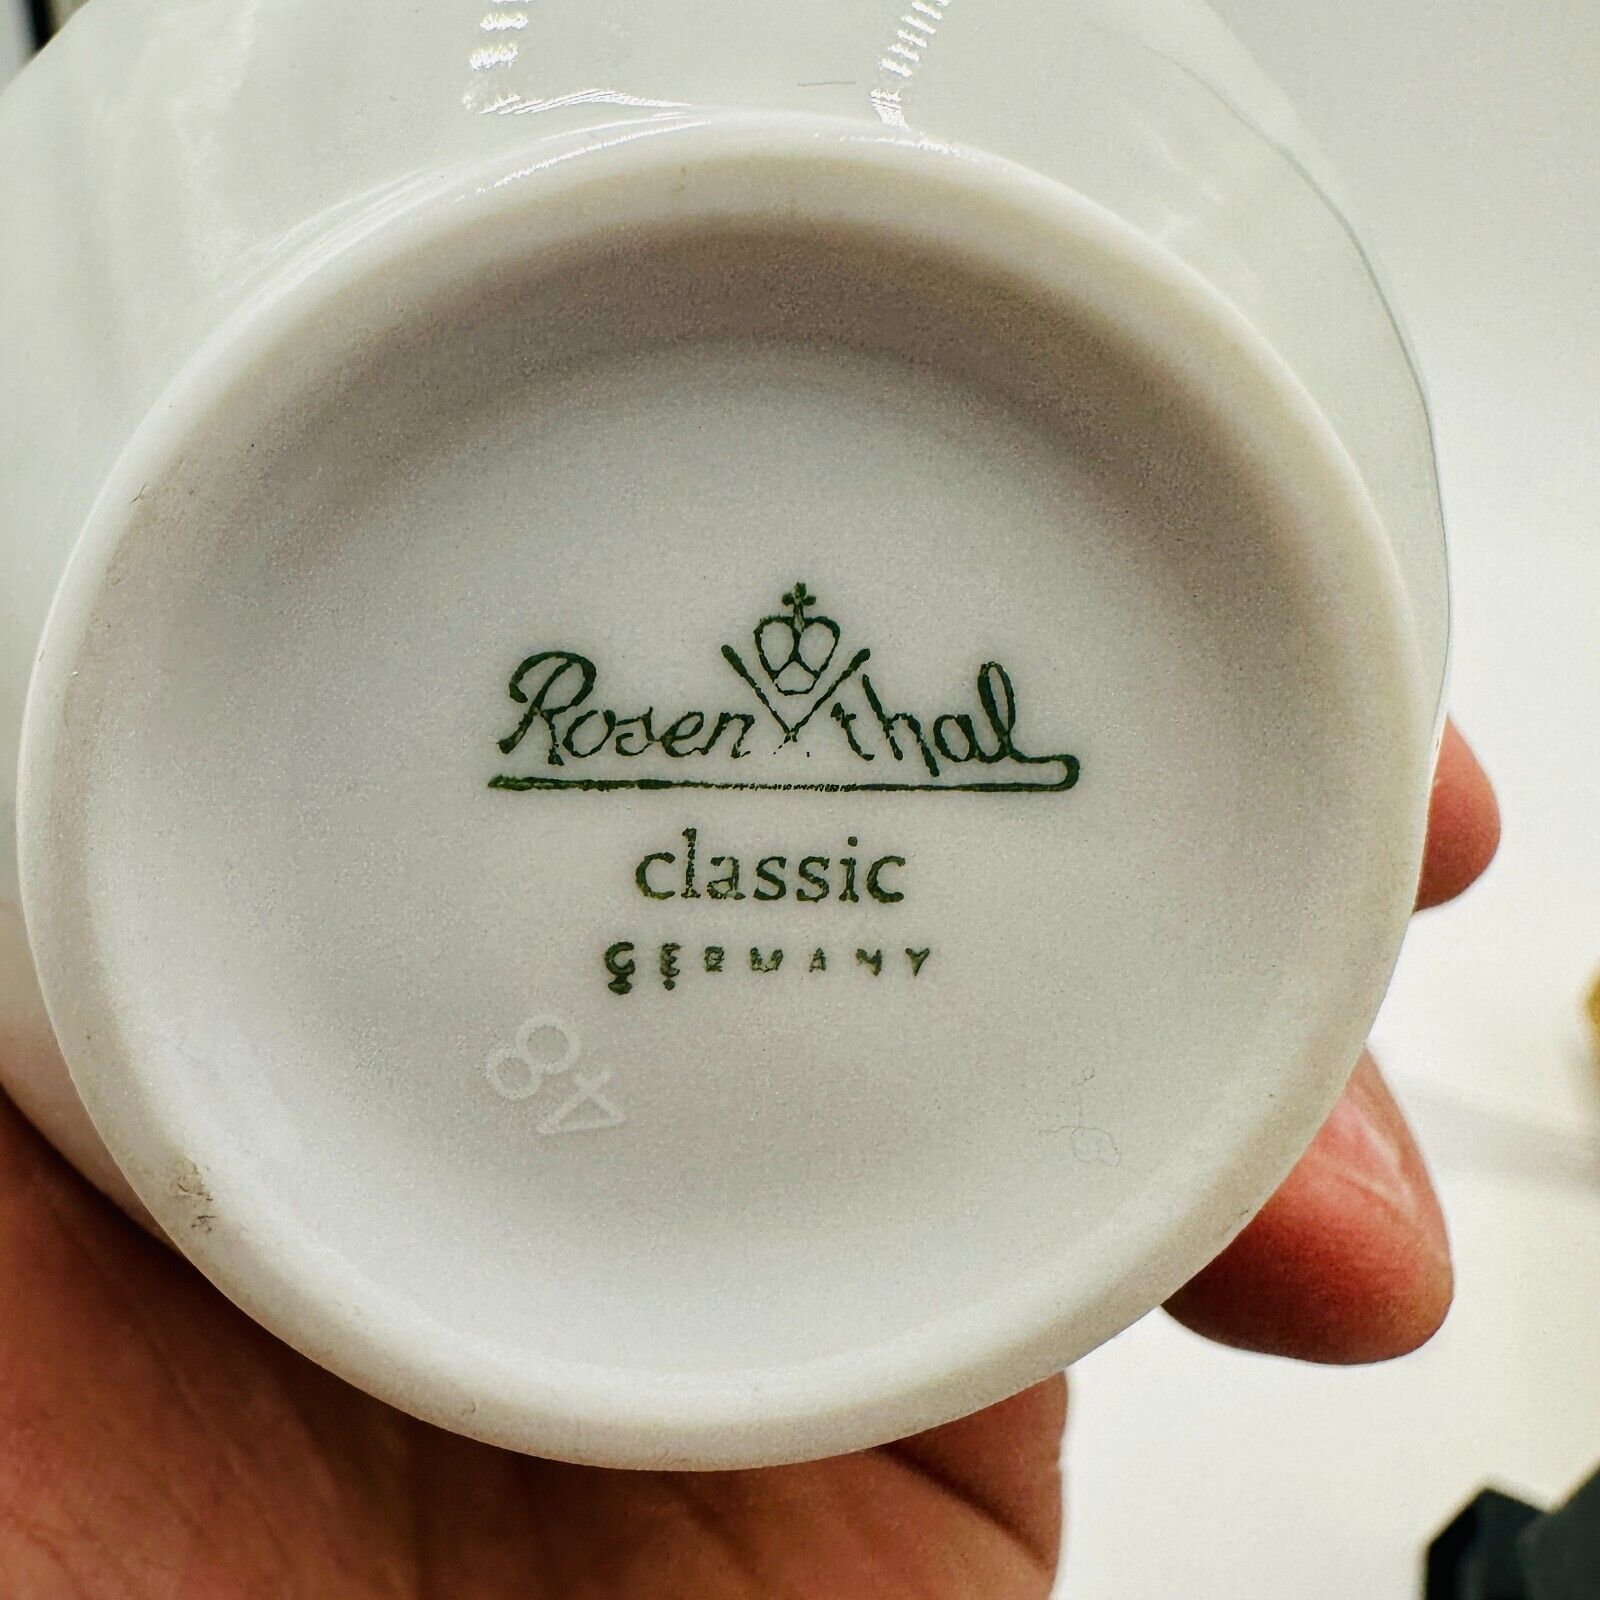 Rosenthal
classic
GERMANY
48